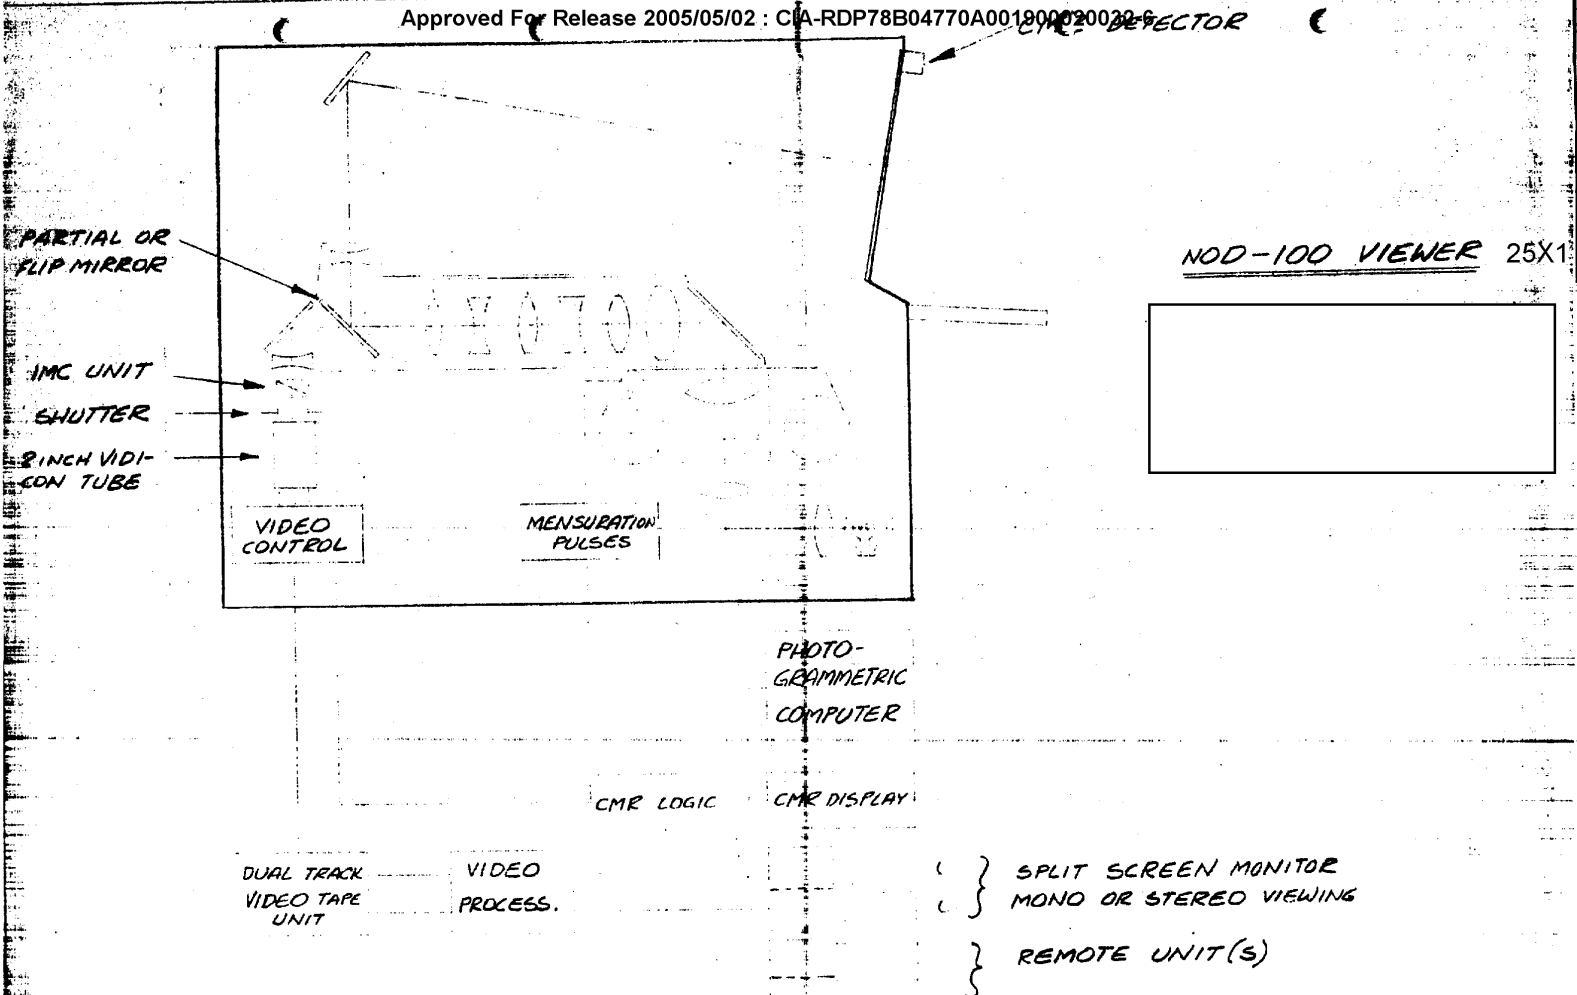 Approved For Release 2005/05/02 : CIA-RDP78B04770A001900020032-6
DETECTOR
PARTIAL OR
FLIP MIRROR
NOD-100 VIEWER 25X1
IMC UNIT
SHUTTER
2 INCH VIDI-
CON TUBE
VIDEO
CONTROL
MENSURATION
PULSES
PHOTO-
GRAMMETRIC
COMPUTER
CMR LOGIC
CMR DISPLAY
DUAL TRACK
VIDEO TAPE
UNIT
VIDEO
PROCESS.
SPLIT SCREEN MONITOR
MONO OR STEREO VIEWING
REMOTE UNIT(S)